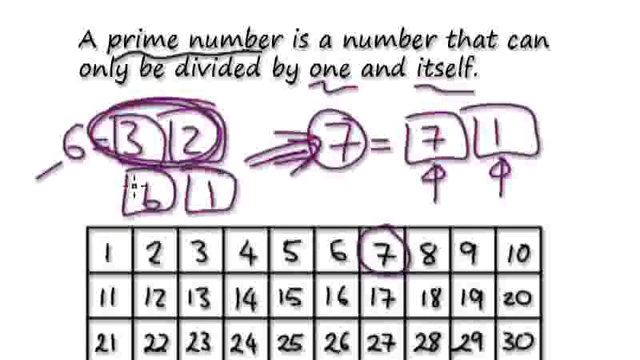 A prime number is a number that can
only be divided by one and itself.
6 = 3 2
6 1
7 = 7 1
1 2 3 4 5 6 7 8 9 10
11 12 13 14 15 16 17 18 19 20
21 22 23 24 25 26 27 28 29 30